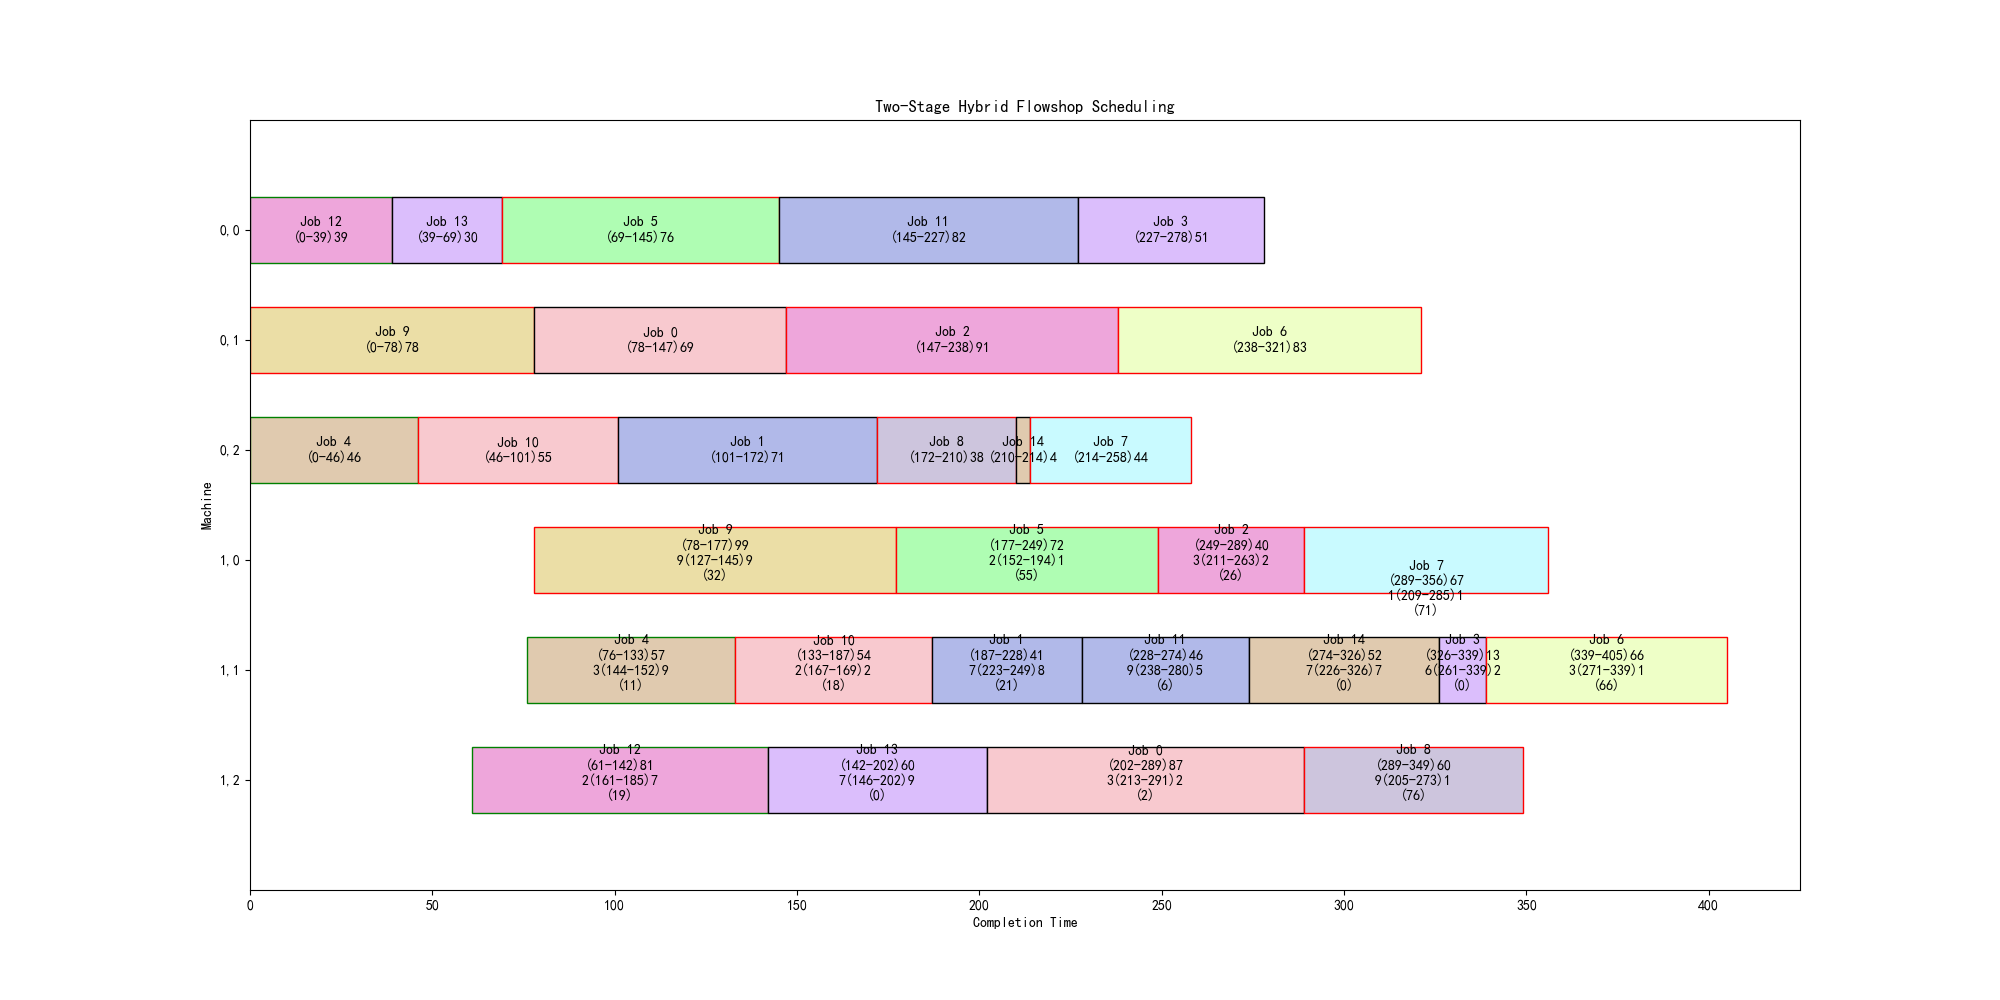 Two-Stage Hybrid Flowshop Scheduling
Machine
0,0
Job 12
(0-39)39
Job 13
(39-69)30
Job 5
(69-145)76
Job 11
(145-227)82
Job 3
(227-278)51
0,1
Job 9
(0-78)78
Job 0
(78-147)69
Job 2
(147-238)91
Job 6
(238-321)83
0,2
Job 4
(0-46)46
Job 10
(46-101)55
Job 1
(101-172)71
Job 8
(172-210)38
Job 14
(210-214)4
Job 7
(214-258)44
1,0
Job 9
(78-177)99
9(127-145)9
(32)
Job 5
(177-249)72
2(152-194)1
(55)
Job 2
(249-289)40
3(211-263)2
(26)
Job 7
(289-356)67
1(209-285)1
(71)
1,1
Job 4
(76-133)57
3(144-152)9
(11)
Job 10
(133-187)54
2(167-169)2
(18)
Job 1
(187-228)41
7(223-249)8
(21)
Job 11
(228-274)46
9(238-280)5
(6)
Job 14
(274-326)52
7(226-326)7
(0)
Job 3
(326-339)13
6(261-339)2
(0)
Job 6
(339-405)66
3(271-339)1
(66)
1,2
Job 12
(61-142)81
2(161-185)7
(19)
Job 13
(142-202)60
7(146-202)9
(0)
Job 0
(202-289)87
3(213-291)2
(2)
Job 8
(289-349)60
9(205-273)1
(76)
0 50 100 150 200 250 300 350 400
Completion Time